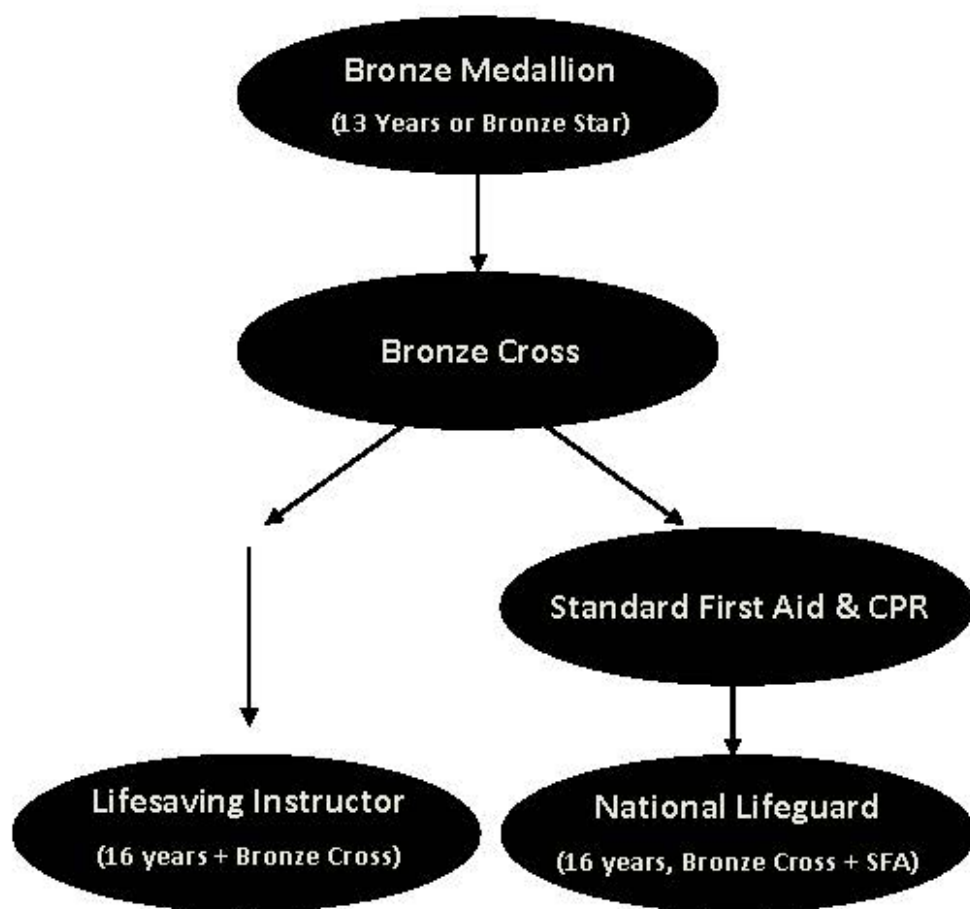 Bronze Medallion
(13 Years or Bronze Star)
Bronze Cross
Standard First Aid & CPR
Lifesaving Instructor
(16 years + Bronze Cross)
National Lifeguard
(16 years, Bronze Cross + SFA)